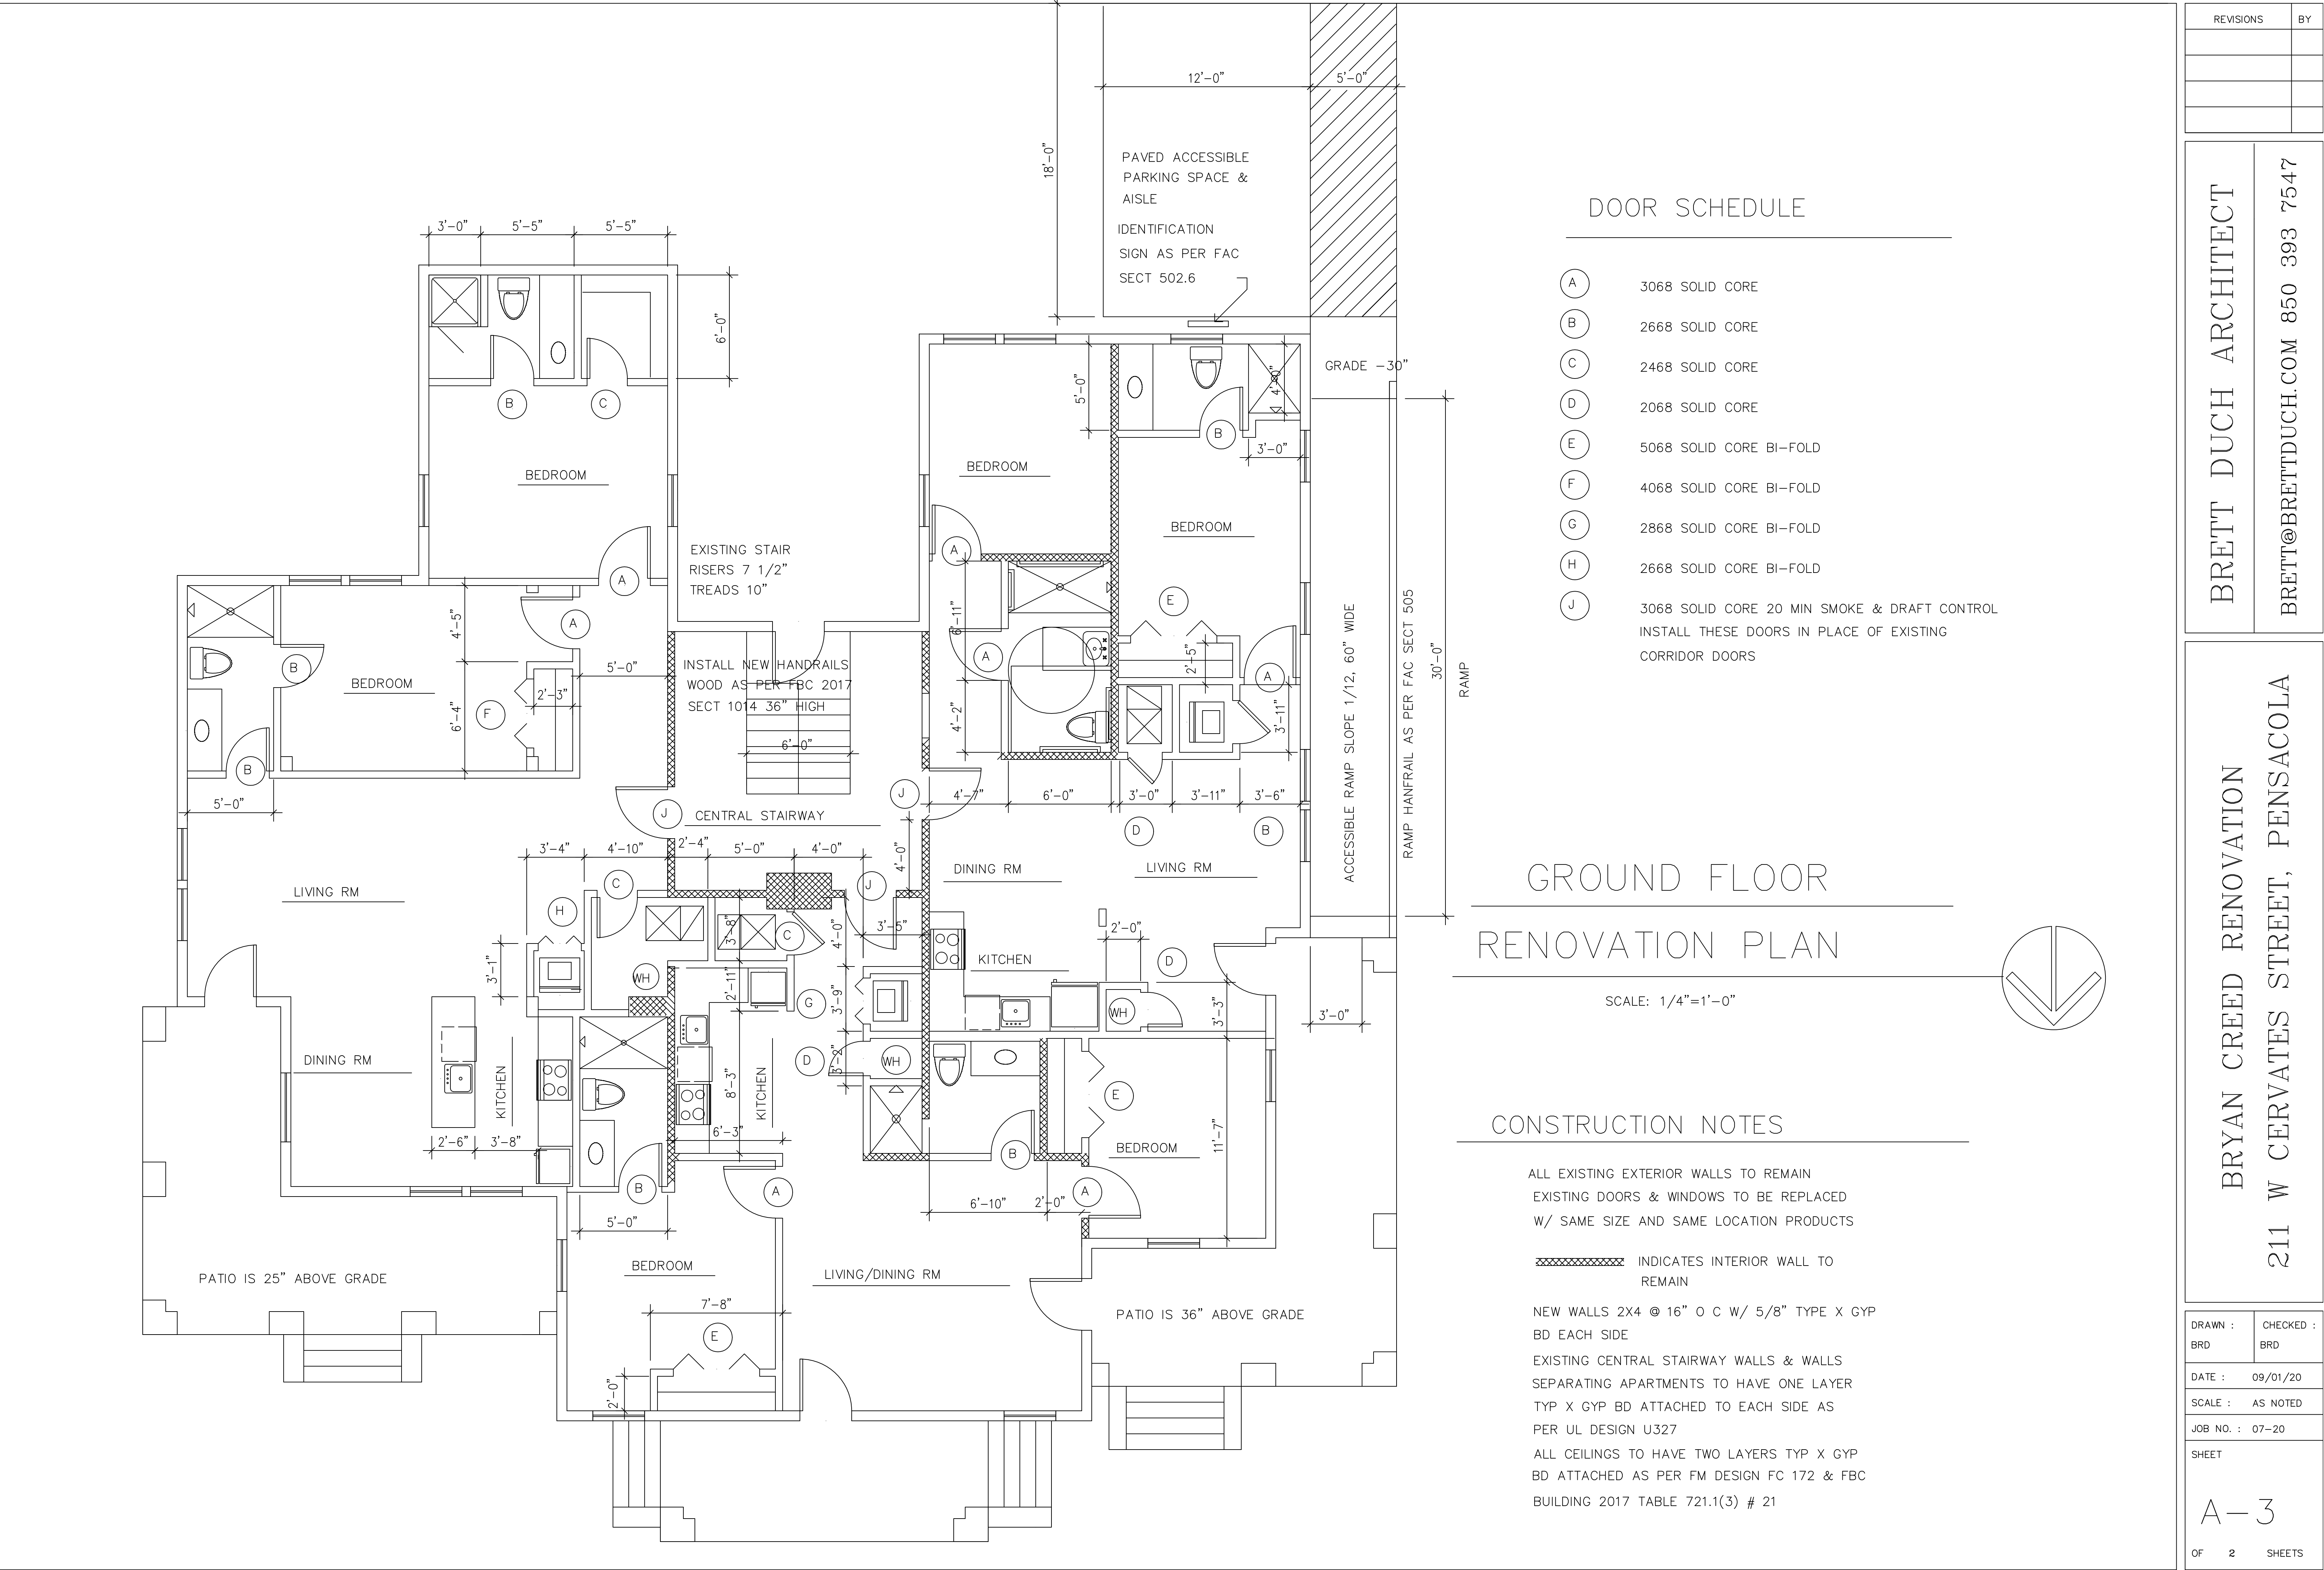 12'-0"
5'-0"
18'-0"
PAVED ACCESSIBLE
PARKING SPACE &
AISLE
IDENTIFICATION
SIGN AS PER FAC
SECT 502.6
3'-0"
5'-5"
5'-5"
6'-0"
B
C
BEDROOM
A
EXISTING STAIR
RISERS 7 1/2"
TREADS 10"
INSTALL NEW HANDRAILS
WOOD AS PER FBC 2017
SECT 1014 36" HIGH
6'-0"
GRADE -30"
5'-0"
4'-0"
B
3'-0"
BEDROOM
BEDROOM
A
E
6'-11"
A
2'-5"
A
4'-2"
3'-11"
4'-5"
A
B
BEDROOM
5'-0"
2'-3"
F
6'-4"
B
5'-0"
J
CENTRAL STAIRWAY
J
4'-7"
6'-0"
3'-0"
3'-11"
3'-6"
D
B
ACCESSIBLE RAMP SLOPE 1/12, 60" WIDE
RAMP HANFRAIL AS PER FAC SECT 505
30'-0"
RAMP
3'-4"
4'-10"
2'-4"
5'-0"
4'-0"
4'-0"
LIVING RM
C
H
J
DINING RM
LIVING RM
3'-8"
C
4'-0"
3'-5"
2'-0"
3'-1"
WH
KITCHEN
D
2'-11"
G
3'-9"
WH
3'-3"
3'-0"
DINING RM
KITCHEN
8'-3"
KITCHEN
D
3'-2"
WH
E
2'-6"
3'-8"
6'-3"
B
BEDROOM
11'-7"
B
A
A
6'-10"
2'-0"
5'-0"
BEDROOM
LIVING/DINING RM
PATIO IS 25" ABOVE GRADE
7'-8"
E
2'-0"
PATIO IS 36" ABOVE GRADE
DOOR SCHEDULE
A 3068 SOLID CORE
B 2668 SOLID CORE
C 2468 SOLID CORE
D 2068 SOLID CORE
E 5068 SOLID CORE BI-FOLD
F 4068 SOLID CORE BI-FOLD
G 2868 SOLID CORE BI-FOLD
H 2668 SOLID CORE BI-FOLD
J 3068 SOLID CORE 20 MIN SMOKE & DRAFT CONTROL
INSTALL THESE DOORS IN PLACE OF EXISTING
CORRIDOR DOORS
GROUND FLOOR
RENOVATION PLAN
SCALE: 1/4"=1'-0"
CONSTRUCTION NOTES
ALL EXISTING EXTERIOR WALLS TO REMAIN
EXISTING DOORS & WINDOWS TO BE REPLACED
W/ SAME SIZE AND SAME LOCATION PRODUCTS
INDICATES INTERIOR WALL TO
REMAIN
NEW WALLS 2X4 @ 16" O C W/ 5/8" TYPE X GYP
BD EACH SIDE
EXISTING CENTRAL STAIRWAY WALLS & WALLS
SEPARATING APARTMENTS TO HAVE ONE LAYER
TYP X GYP BD ATTACHED TO EACH SIDE AS
PER UL DESIGN U327
ALL CEILINGS TO HAVE TWO LAYERS TYP X GYP
BD ATTACHED AS PER FM DESIGN FC 172 & FBC
BUILDING 2017 TABLE 721.1(3) # 21
REVISIONS BY
BRETT DUCH ARCHITECT
BRETT@BRETTDUCH.COM 850 393 7547
BRYAN CREED RENOVATION
211 W CERVATES STREET, PENSACOLA
DRAWN : CHECKED :
BRD BRD
DATE : 09/01/20
SCALE : AS NOTED
JOB NO. : 07-20
SHEET
A-3
OF 2 SHEETS